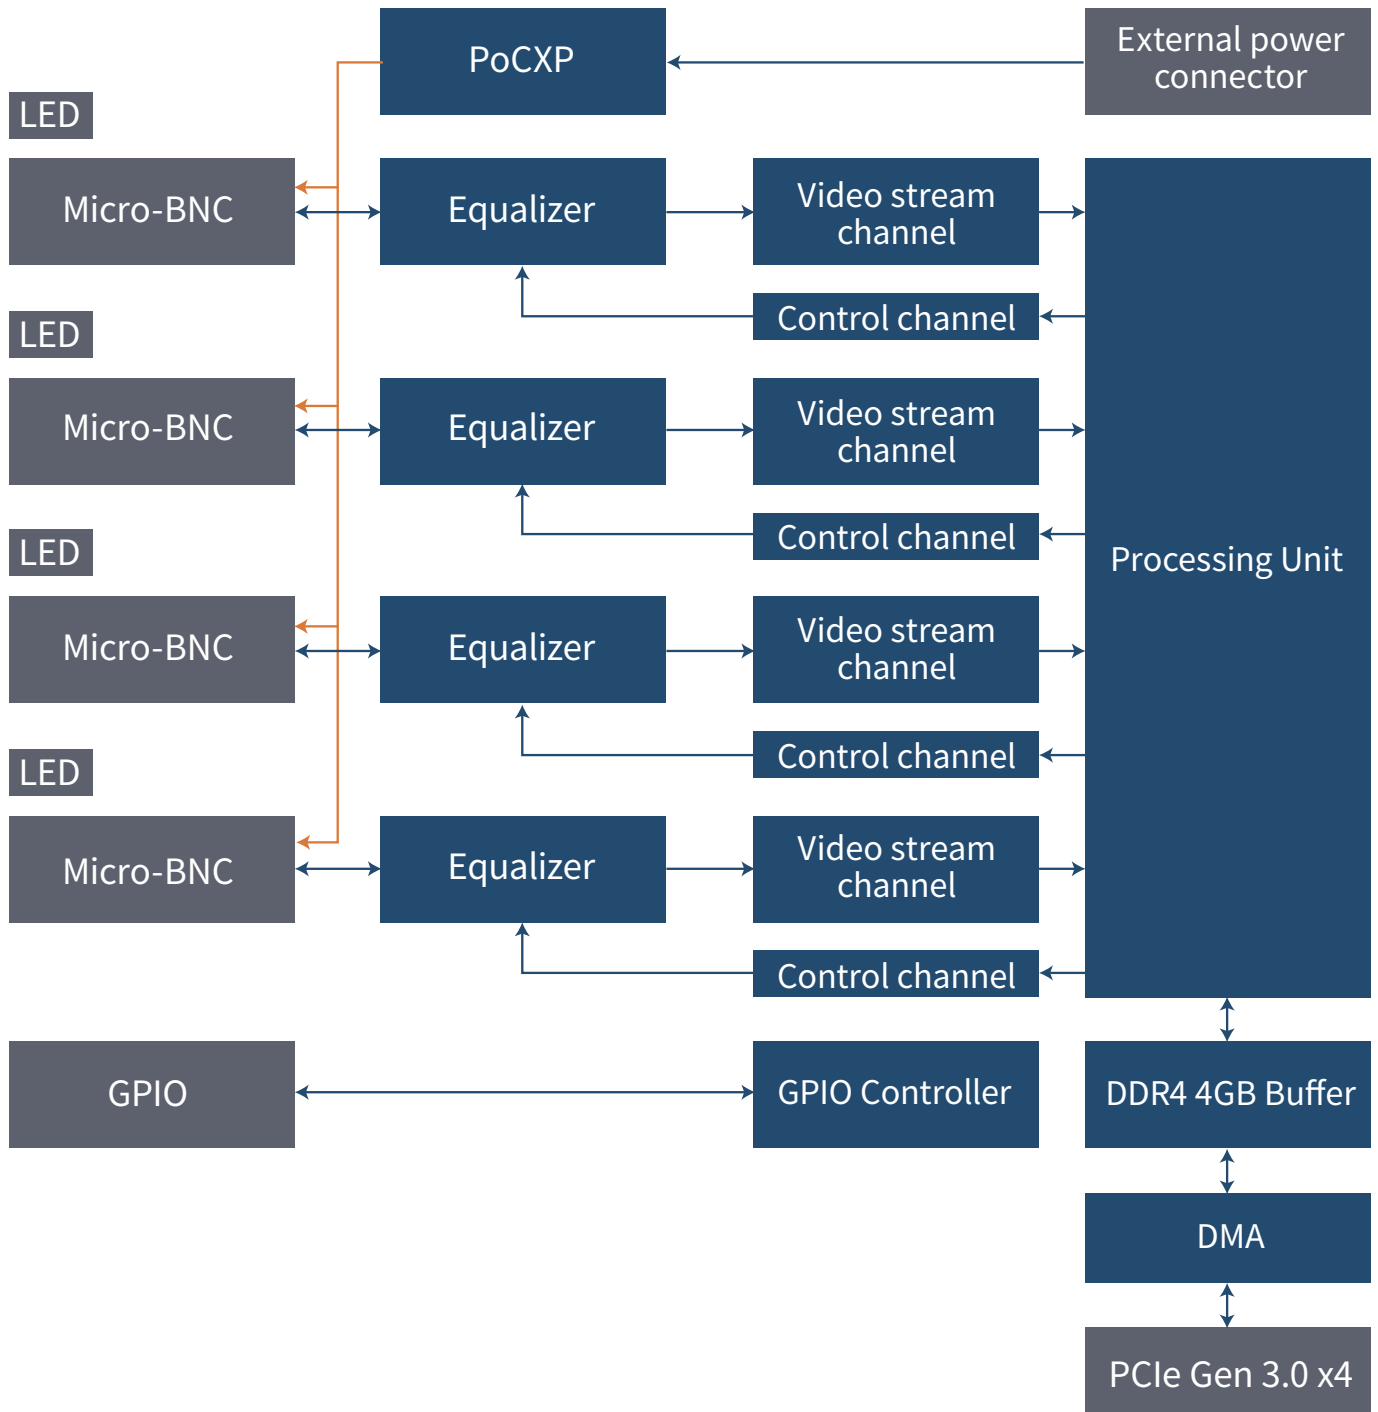 PoCXP
External power
connector
LED
Micro-BNC
Equalizer
Video stream
channel
Control channel
LED
Micro-BNC
Equalizer
Video stream
channel
Control channel
Processing Unit
LED
Micro-BNC
Equalizer
Video stream
channel
Control channel
LED
Micro-BNC
Equalizer
Video stream
channel
Control channel
GPIO
GPIO Controller
DDR4 4GB Buffer
DMA
PCIe Gen 3.0 x4